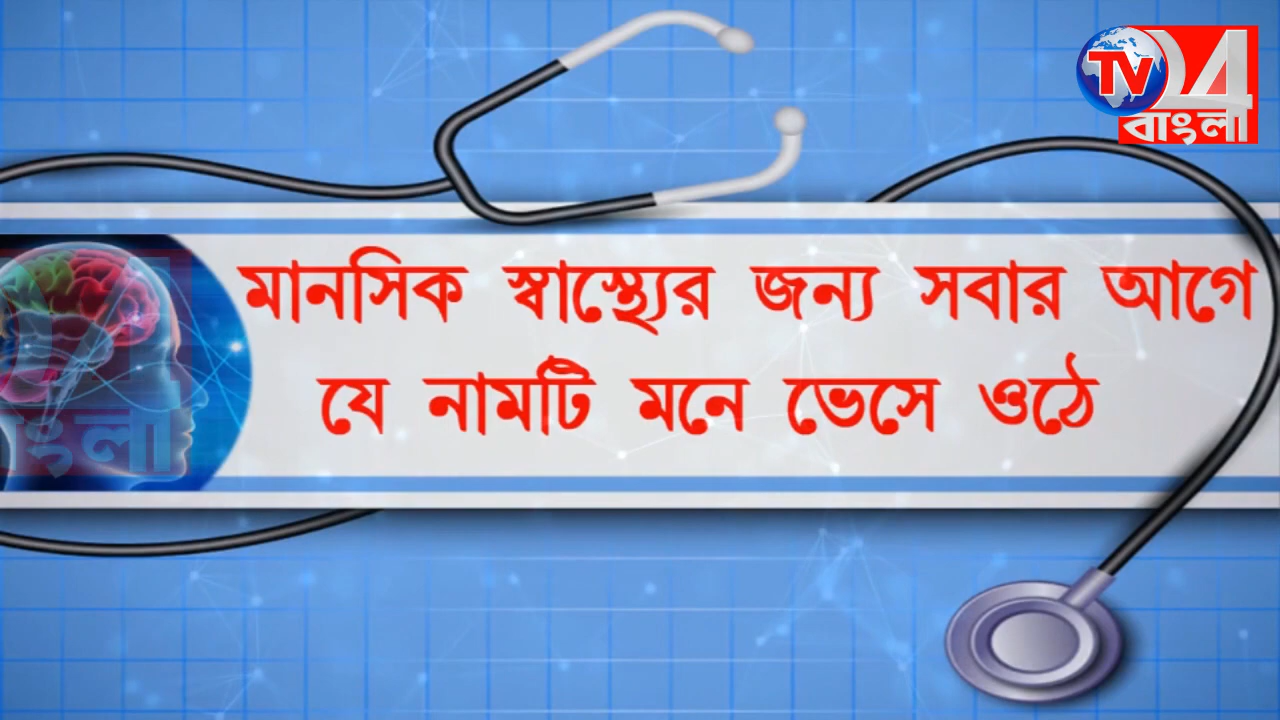 TV 24
বাংলা
মানসিক স্বাস্থ্যের জন্য সবার আগে
যে নামটি মনে ভেসে ওঠে
বাংলা